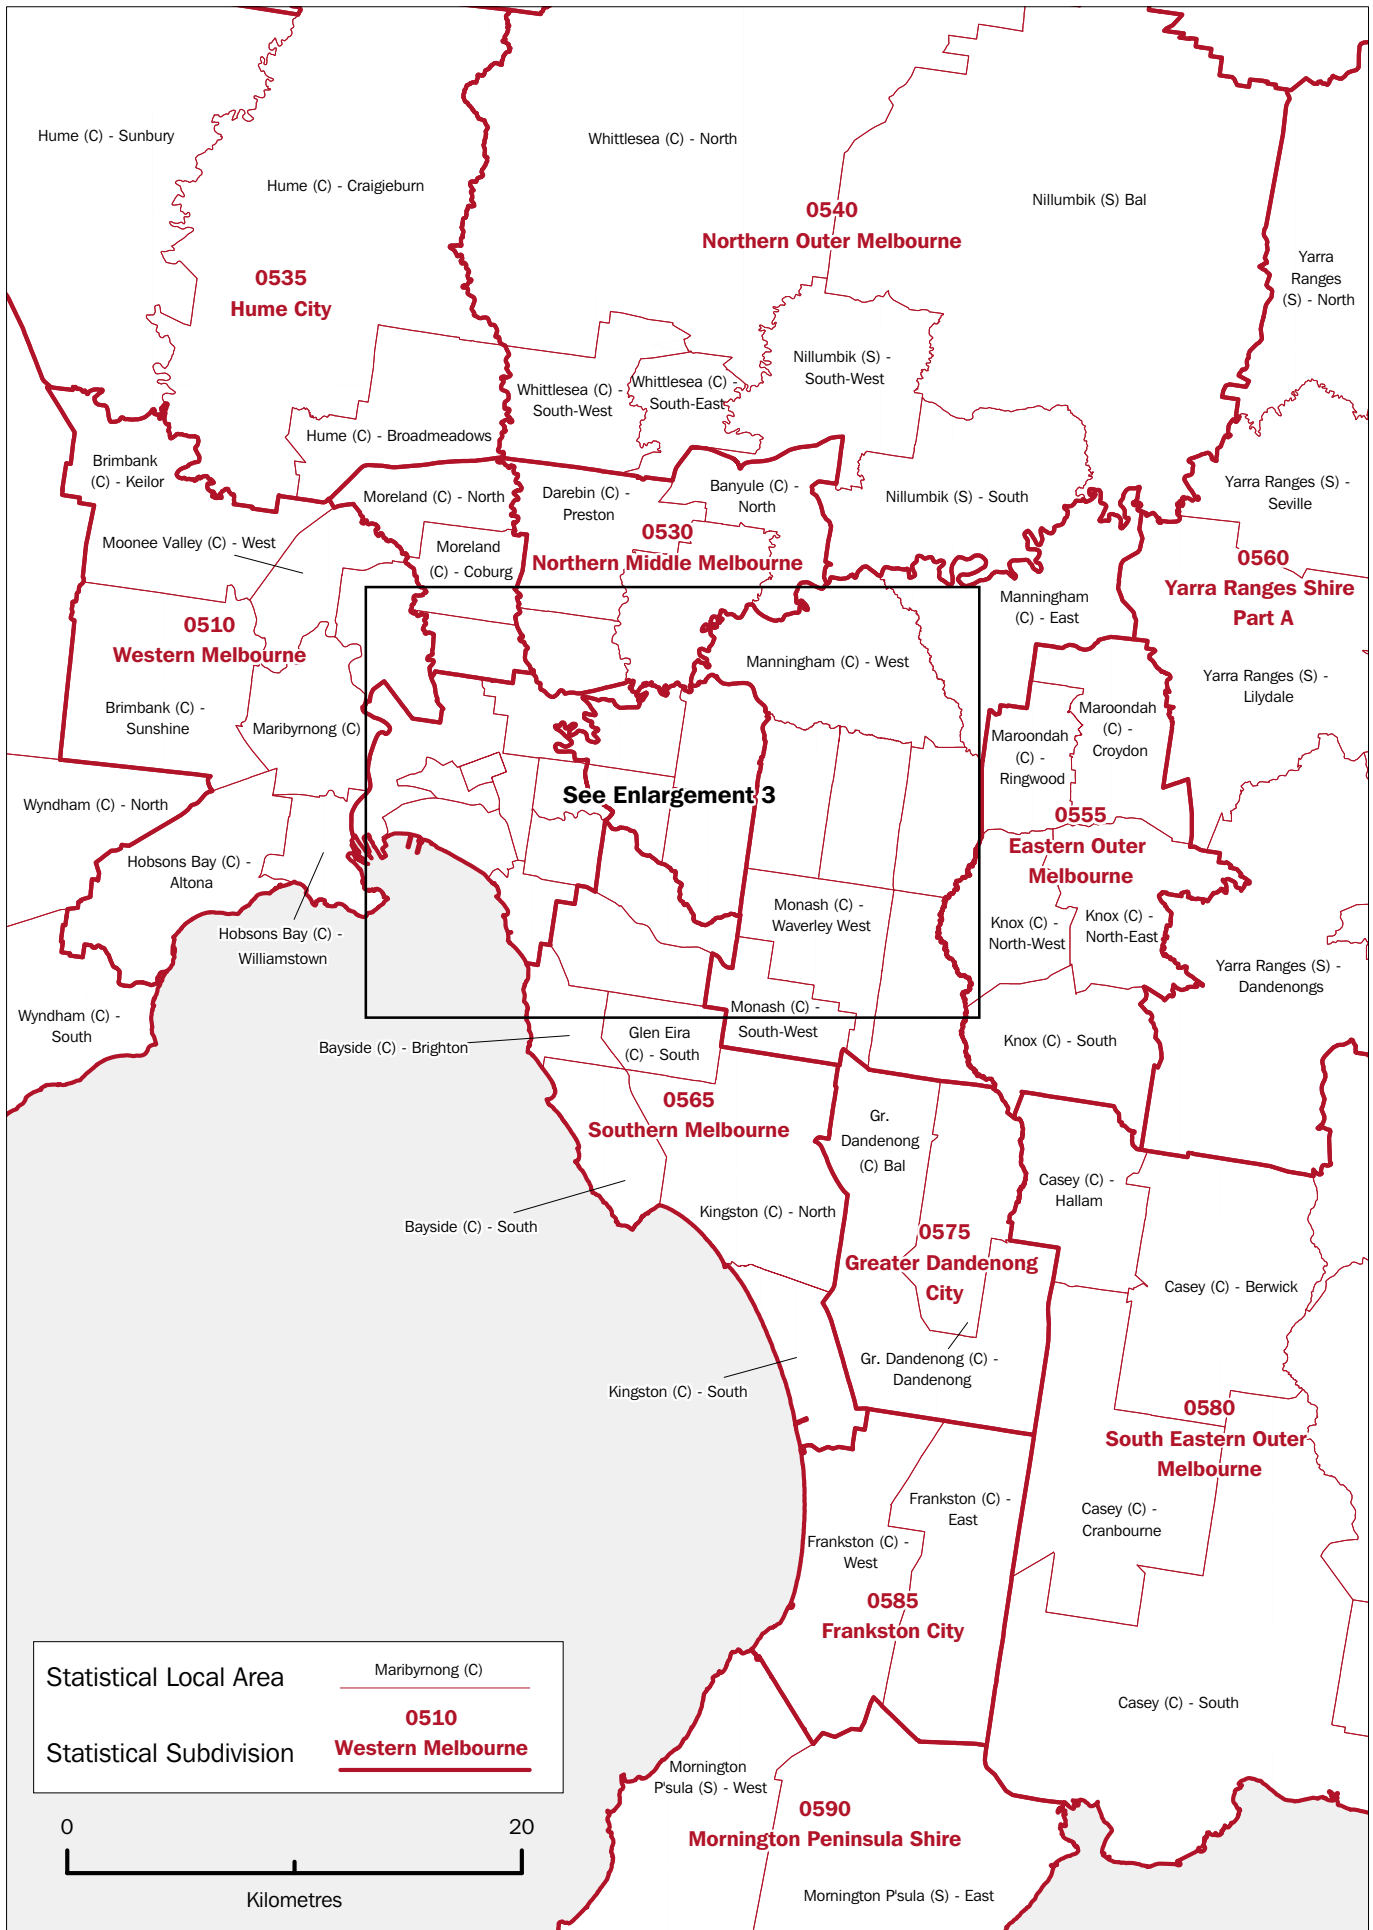 Hume (C) - Sunbury
Whittlesea (C) - North
Hume (C) - Craigieburn
Nillumbik (S) Bal
0540
Northern Outer Melbourne
Yarra
Ranges
(S) - North
0535
Hume City
Nillumbik (S) -
South-West
Whittlesea (C) -
South-West
Whittlesea (C) -
South-East
Hume (C) - Broadmeadows
Brimbank
(C) - Keilor
Moreland (C) - North
Darebin (C) -
Preston
Banyule (C) -
North
Nillumbik (S) - South
Yarra Ranges (S) -
Seville
Moonee Valley (C) - West
Moreland
(C) - Coburg
0530
Northern Middle Melbourne
0560
Yarra Ranges Shire
Part A
Manningham
(C) - East
0510
Western Melbourne
Manningham (C) - West
Yarra Ranges (S) -
Lilydale
Brimbank (C) -
Sunshine
Maribyrnong (C)
Maroondah
(C) -
Croydon
Maroondah
(C) -
Ringwood
See Enlargement 3
Wyndham (C) - North
0555
Eastern Outer
Melbourne
Hobsons Bay (C) -
Altona
Monash (C) -
Waverley West
Knox (C) -
North-West
Knox (C) -
North-East
Hobsons Bay (C) -
Williamstown
Yarra Ranges (S) -
Dandenongs
Wyndham (C) -
South
Monash (C) -
South-West
Glen Eira
(C) - South
Bayside (C) - Brighton
Knox (C) - South
0565
Southern Melbourne
Gr.
Dandenong
(C) Bal
Casey (C) -
Hallam
Bayside (C) - South
Kingston (C) - North
0575
Greater Dandenong
City
Casey (C) - Berwick
Gr. Dandenong (C) -
Dandenong
Kingston (C) - South
0580
South Eastern Outer
Melbourne
Frankston (C) -
East
Casey (C) -
Cranbourne
Frankston (C) -
West
0585
Frankston City
Statistical Local Area
Maribyrnong (C)
Statistical Subdivision
0510
Western Melbourne
Casey (C) - South
Mornington
P'sula (S) - West
0590
Mornington Peninsula Shire
0
20
Kilometres
Mornington P'sula (S) - East